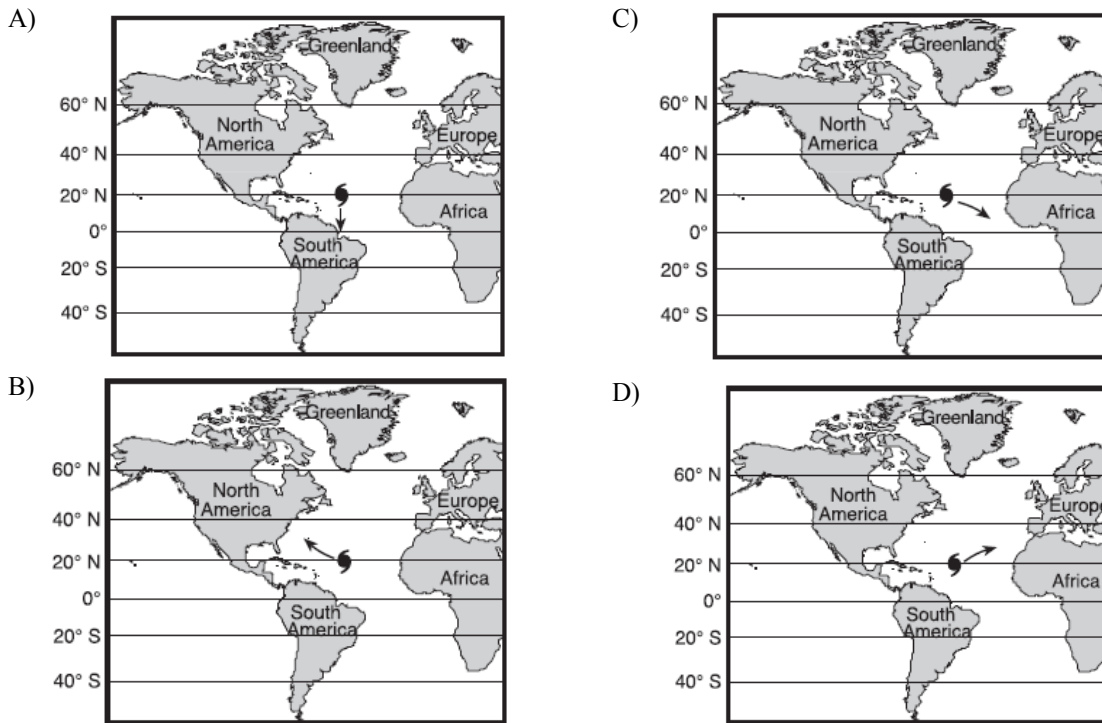 A)
Greenland
60° N
North
America
Europe
40° N
20° N
Africa
0°
South
America
20° S
40° S
B)
Greenland
60° N
North
America
Europe
40° N
20° N
Africa
0°
South
America
20° S
40° S
C)
Greenland
60° N
North
America
Europe
40° N
20° N
Africa
0°
South
America
20° S
40° S
D)
Greenland
60° N
North
America
Europe
40° N
20° N
Africa
0°
South
America
20° S
40° S